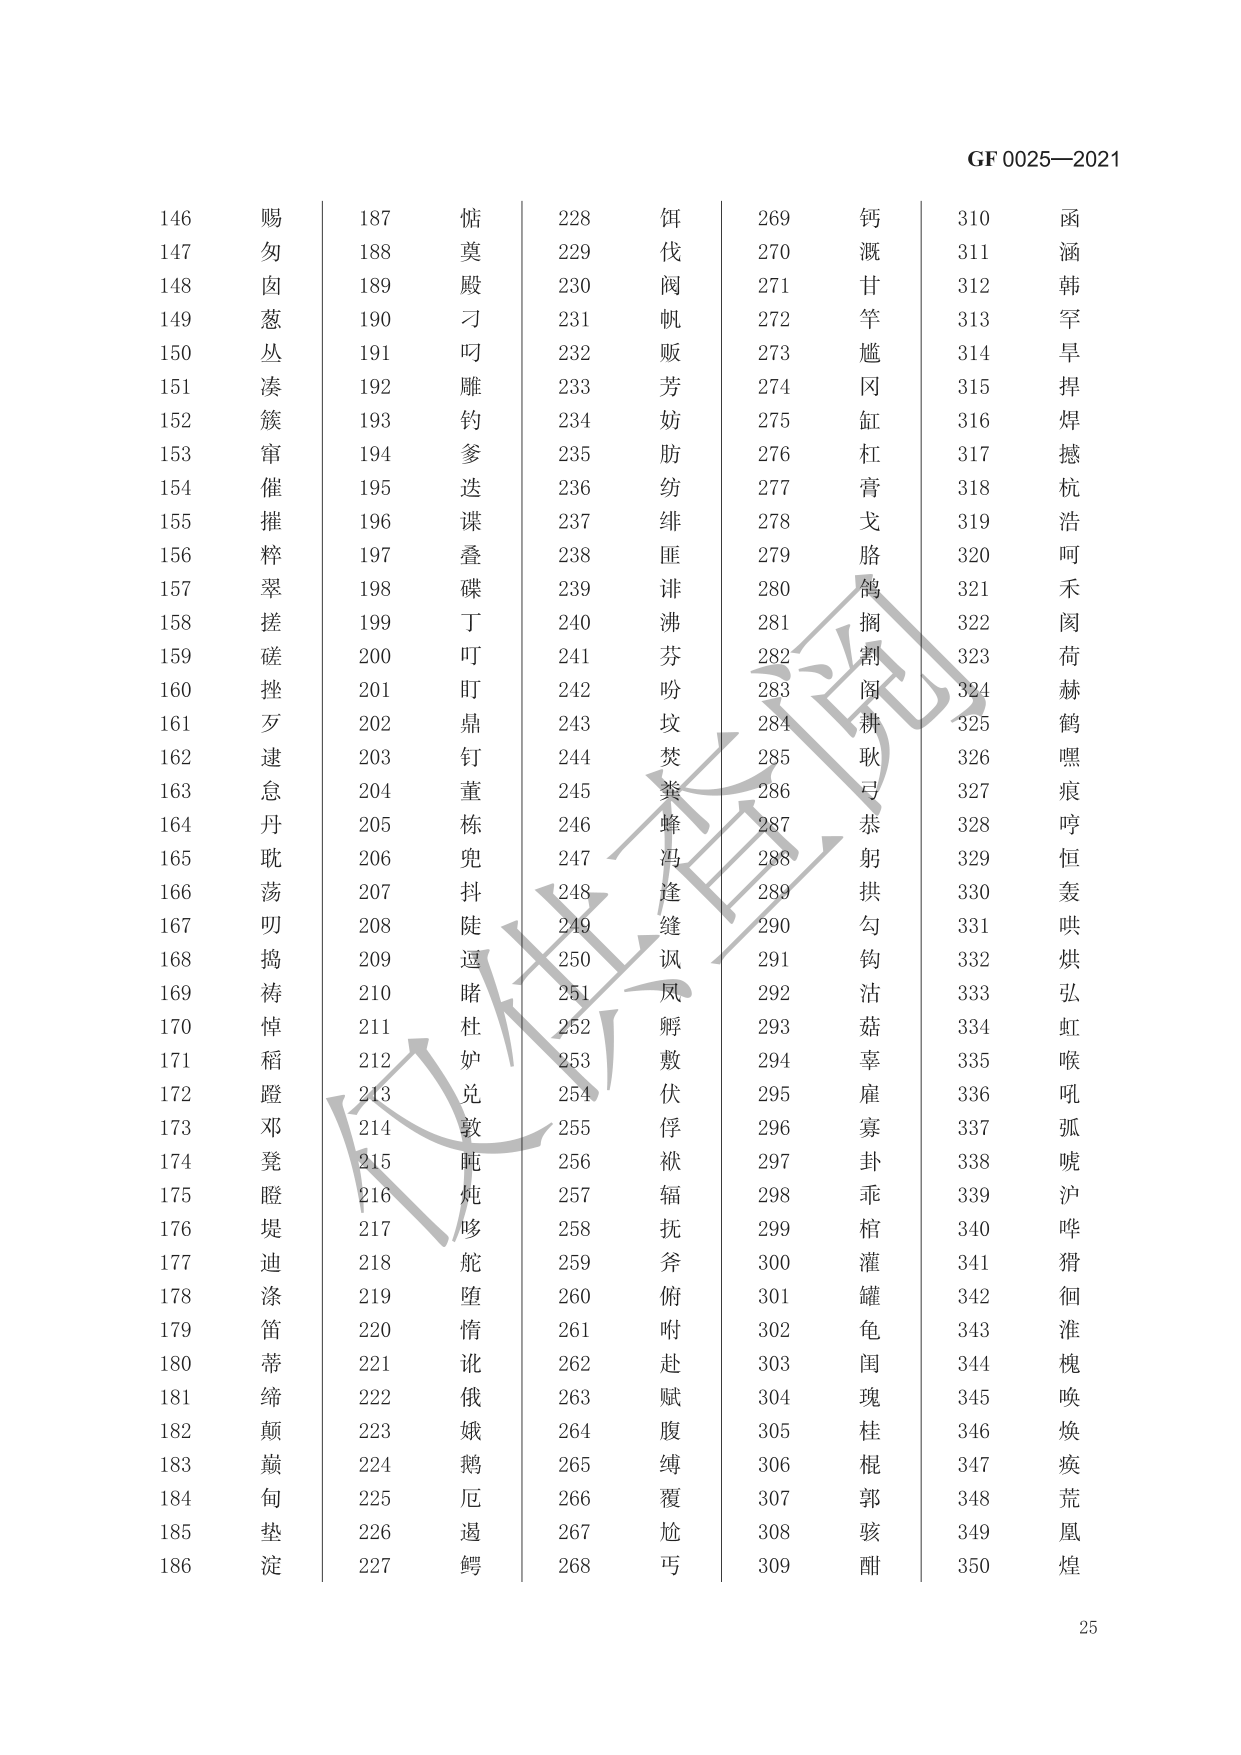 GF 0025—2021
146 赐 187 惦 228 饵 269 钙 310 函
147 匆 188 奠 229 伐 270 溉 311 涵
148 囱 189 殿 230 阀 271 甘 312 韩
149 葱 190 刁 231 帆 272 竿 313 罕
150 丛 191 叼 232 贩 273 尴 314 旱
151 凑 192 雕 233 芳 274 冈 315 捍
152 簇 193 钓 234 妨 275 缸 316 焊
153 窜 194 爹 235 肪 276 杠 317 撼
154 催 195 迭 236 纺 277 膏 318 杭
155 摧 196 谍 237 绯 278 戈 319 浩
156 粹 197 叠 238 匪 279 胳 320 呵
157 翠 198 碟 239 诽 280 鸽 321 禾
158 搓 199 丁 240 沸 281 搁 322 阂
159 磋 200 叮 241 芬 282 割 323 荷
160 挫 201 盯 242 吩 283 阁 324 赫
161 歹 202 鼎 243 坟 284 耕 325 鹤
162 逮 203 钉 244 焚 285 耿 326 嘿
163 怠 204 董 245 粪 286 弓 327 痕
164 丹 205 栋 246 蜂 287 恭 328 哼
165 耽 206 兜 247 冯 288 躬 329 恒
166 荡 207 抖 248 逢 289 拱 330 轰
167 叨 208 陡 249 缝 290 勾 331 哄
168 捣 209 逗 250 讽 291 钩 332 烘
169 祷 210 睹 251 凤 292 沽 333 弘
170 悼 211 杜 252 孵 293 菇 334 虹
171 稻 212 妒 253 敷 294 辜 335 喉
172 蹬 213 兑 254 伏 295 雇 336 吼
173 邓 214 敦 255 俘 296 寡 337 弧
174 凳 215 盹 256 袱 297 卦 338 唬
175 瞪 216 炖 257 辐 298 乖 339 沪
176 堤 217 哆 258 抚 299 棺 340 哗
177 迪 218 舵 259 斧 300 灌 341 猾
178 涤 219 堕 260 俯 301 罐 342 徊
179 笛 220 惰 261 咐 302 龟 343 淮
180 蒂 221 讹 262 赴 303 闺 344 槐
181 缔 222 俄 263 赋 304 瑰 345 唤
182 颠 223 娥 264 腹 305 桂 346 焕
183 巅 224 鹅 265 缚 306 棍 347 痪
184 甸 225 厄 266 覆 307 郭 348 荒
185 垫 226 遏 267 尬 308 骇 349 凰
186 淀 227 鳄 268 丐 309 酣 350 煌
仅供查阅
25